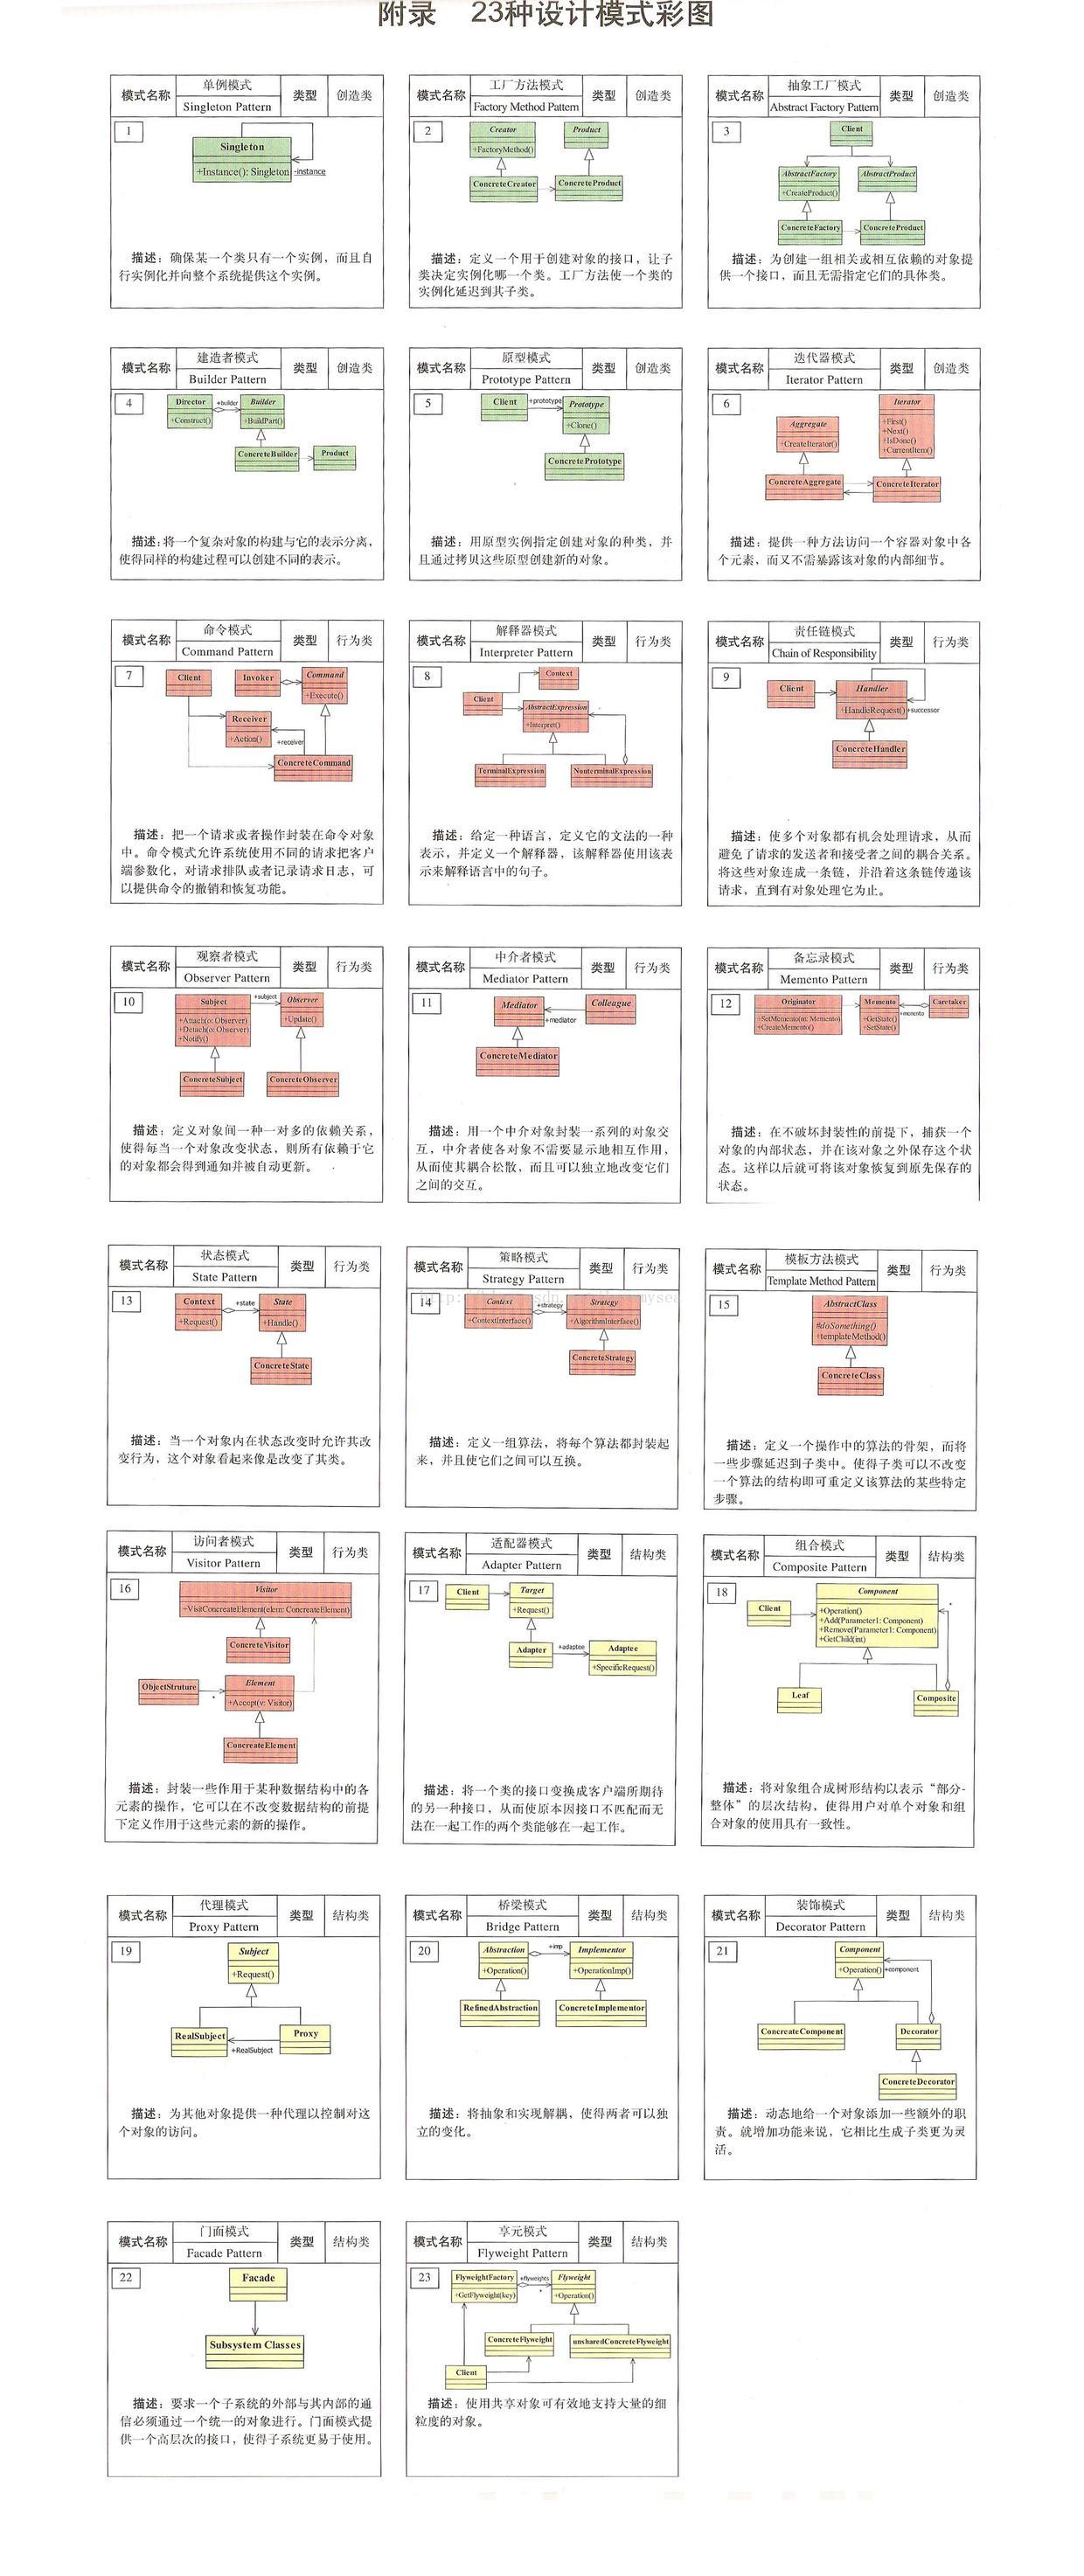 附录 23种设计模式彩图
模式名称 单例模式 Singleton Pattern 类型 创造类
1
Singleton
+Instance(): Singleton
-instance
描述：确保某一个类只有一个实例，而且自
行实例化并向整个系统提供这个实例。
模式名称 工厂方法模式 Factory Method Pattern 类型 创造类
2
Creator
+FactoryMethod()
Product
ConcreteCreator
ConcreteProduct
描述：定义一个用于创建对象的接口，让子
类决定实例化哪一个类。工厂方法使一个类的
实例化延迟到其子类。
模式名称 抽象工厂模式 Abstract Factory Pattern 类型 创造类
3
Client
AbstractFactory
+CreateProduct()
AbstractProduct
ConcreteFactory
ConcreteProduct
描述：为创建一组相关或相互依赖的对象提
供一个接口，而且无需指定它们的具体类。
模式名称 建造者模式 Builder Pattern 类型 创造类
4
Director
+Construct()
+builder
Builder
+BuildPart()
ConcreteBuilder
Product
描述：将一个复杂对象的构建与它的表示分离，
使得同样的构建过程可以创建不同的表示。
模式名称 原型模式 Prototype Pattern 类型 创造类
5
Client
+prototype
Prototype
+Clone()
ConcretePrototype
描述：用原型实例指定创建对象的种类，并
且通过拷贝这些原型创建新的对象。
模式名称 迭代器模式 Iterator Pattern 类型 创造类
6
Aggregate
+CreateIterator()
Iterator
+First()
+Next()
+IsDone()
+CurrentItem()
ConcreteAggregate
ConcreteIterator
描述：提供一种方法访问一个容器对象中各
个元素，而又不需暴露该对象的内部细节。
模式名称 命令模式 Command Pattern 类型 行为类
7
Client
Invoker
Command
+Execute()
Receiver
+Action()
+receiver
ConcreteCommand
描述：把一个请求或者操作封装在命令对象
中。命令模式允许系统使用不同的请求把客户
端参数化，对请求排队或者记录请求日志，可
以提供命令的撤销和恢复功能。
模式名称 解释器模式 Interpreter Pattern 类型 行为类
8
Context
Client
AbstractExpression
+Interpret()
TerminalExpression
NonterminalExpression
描述：给定一种语言，定义它的文法的一种
表示，并定义一个解释器，该解释器使用该表
示来解释语言中的句子。
模式名称 责任链模式 Chain of Responsibility 类型 行为类
9
Client
Handler
+HandleRequest()
+successor
ConcreteHandler
描述：使多个对象都有机会处理请求，从而
避免了请求的发送者和接受者之间的耦合关系。
将这些对象连成一条链，并沿着这条链传递该
请求，直到有对象处理它为止。
模式名称 观察者模式 Observer Pattern 类型 行为类
10
Subject
+Attach(o: Observer)
+Detach(o: Observer)
+Notify()
+subject
Observer
+Update()
ConcreteSubject
ConcreteObserver
描述：定义对象间一种一对多的依赖关系，
使得每当一个对象改变状态，则所有依赖于它
的对象都会得到通知并被自动更新。
模式名称 中介者模式 Mediator Pattern 类型 行为类
11
Mediator
+mediator
Colleague
ConcreteMediator
描述：用一个中介对象封装一系列的对象交
互，中介者使各对象不需要显示地相互作用，
从而使其耦合松散，而且可以独立地改变它们
之间的交互。
模式名称 备忘录模式 Memento Pattern 类型 行为类
12
Originator
+SetMemento(m: Memento)
+CreateMemento()
Memento
+GetState()
+SetState()
+memento
Caretaker
描述：在不破坏封装性的前提下，捕获一个
对象的内部状态，并在该对象之外保存这个状
态。这样以后就可将该对象恢复到原先保存的
状态。
模式名称 状态模式 State Pattern 类型 行为类
13
Context
+Request()
+state
State
+Handle()
ConcreteState
描述：当一个对象内在状态改变时允许其改
变行为，这个对象看起来像是改变了其类。
模式名称 策略模式 Strategy Pattern 类型 行为类
14
Context
+ContextInterface()
+strategy
Strategy
+AlgorithmInterface()
ConcreteStrategy
描述：定义一组算法，将每个算法都封装起
来，并且使它们之间可以互换。
模式名称 模板方法模式 Template Method Pattern 类型 行为类
15
AbstractClass
#doSomething()
+templateMethod()
ConcreteClass
描述：定义一个操作中的算法的骨架，而将
一些步骤延迟到子类中。使得子类可以不改变
一个算法的结构即可重定义该算法的某些特定
步骤。
模式名称 访问者模式 Visitor Pattern 类型 行为类
16
Visitor
+VisitConcreateElement(elem: ConcreateElement)
ConcreteVisitor
ObjectStruture
*
Element
+Accept(v: Visitor)
ConcreateElement
描述：封装一些作用于某种数据结构中的各
元素的操作，它可以在不改变数据结构的前提
下定义作用于这些元素的新的操作。
模式名称 适配器模式 Adapter Pattern 类型 结构类
17
Client
Target
+Request()
Adapter
+adaptee
Adaptee
+SpecificRequest()
描述：将一个类的接口变换成客户端所期待
的另一种接口，从而使原本因接口不匹配而无
法在一起工作的两个类能够在一起工作。
模式名称 组合模式 Composite Pattern 类型 结构类
18
Client
Component
+Operation()
+Add(Parameter1: Component)
+Remove(Parameter1: Component)
+GetChild(int)
*
Leaf
Composite
描述：将对象组合成树形结构以表示“部分-
整体”的层次结构，使得用户对单个对象和组
合对象的使用具有一致性。
模式名称 代理模式 Proxy Pattern 类型 结构类
19
Subject
+Request()
RealSubject
Proxy
+RealSubject
描述：为其他对象提供一种代理以控制对这
个对象的访问。
模式名称 桥梁模式 Bridge Pattern 类型 结构类
20
Abstraction
+Operation()
+imp
Implementor
+OperationImp()
RefinedAbstraction
ConcreteImplementor
描述：将抽象和实现解耦，使得两者可以独
立的变化。
模式名称 装饰模式 Decorator Pattern 类型 结构类
21
Component
+Operation()
+component
ConcreateComponent
Decorator
ConcreteDecorator
描述：动态地给一个对象添加一些额外的职
责。就增加功能来说，它相比生成子类更为灵
活。
模式名称 门面模式 Facade Pattern 类型 结构类
22
Facade
Subsystem Classes
描述：要求一个子系统的外部与其内部的通
信必须通过一个统一的对象进行。门面模式提
供一个高层次的接口，使得子系统更易于使用。
模式名称 享元模式 Flyweight Pattern 类型 结构类
23
FlyweightFactory
+GetFlyweight(key)
+flyweights
*
Flyweight
+Operation()
ConcreteFlyweight
unsharedConcreteFlyweight
Client
描述：使用共享对象可有效地支持大量的细
粒度的对象。